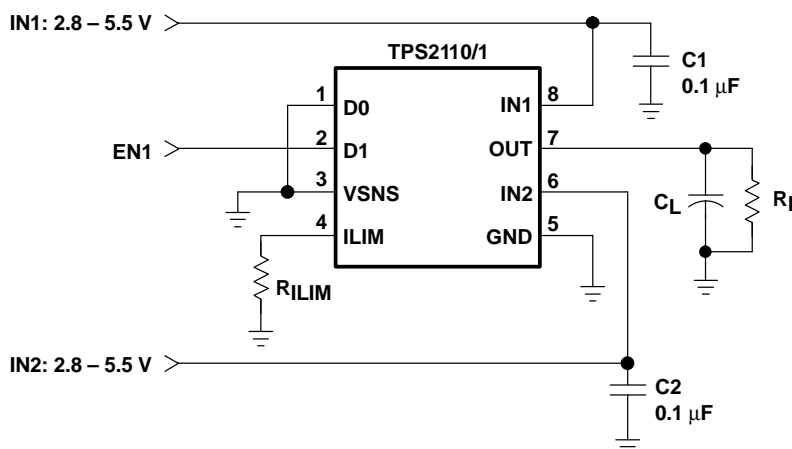 IN1: 2.8 – 5.5 V
TPS2110/1
C1
0.1 µF
1
D0
IN1
8
EN1
2
D1
OUT
7
3
VSNS
IN2
6
CL
4
ILIM
GND
5
RILIM
IN2: 2.8 – 5.5 V
C2
0.1 µF